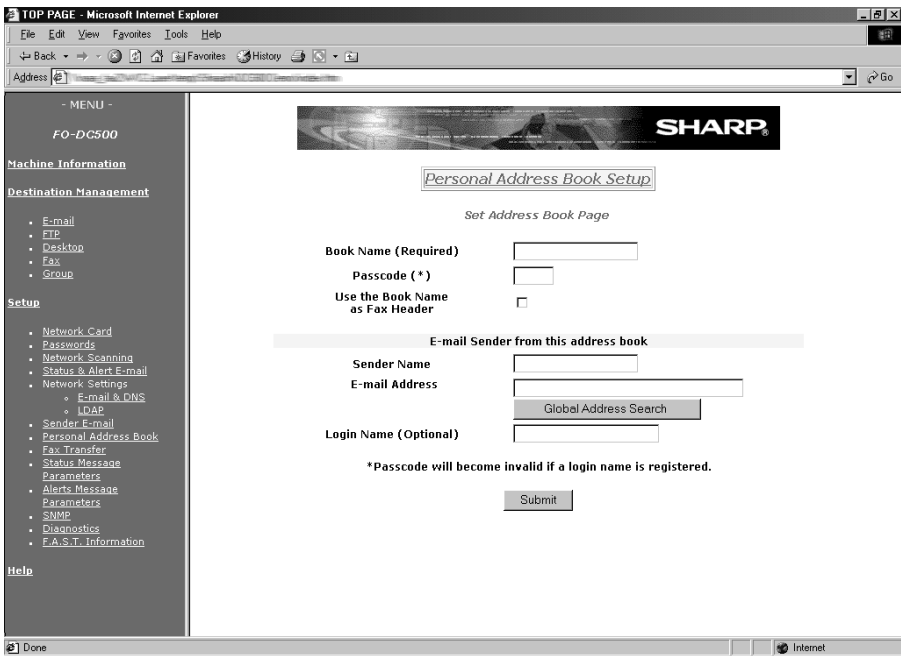 TOP PAGE - Microsoft Internet Explorer
File Edit View Favorites Tools Help
Back Favorites History
Address Go
- MENU -
FO-DC500
Machine Information
Destination Management
E-mail
FTP
Desktop
Fax
Group
Setup
Network Card
Passwords
Network Scanning
Status & Alert E-mail
Network Settings
E-mail & DNS
LDAP
Sender E-mail
Personal Address Book
Fax Transfer
Status Message
Parameters
Alerts Message
Parameters
SNMP
Diagnostics
F.A.S.T. Information
Help
SHARP®
Personal Address Book Setup
Set Address Book Page
Book Name (Required)
Passcode (*)
Use the Book Name
as Fax Header
E-mail Sender from this address book
Sender Name
E-mail Address
Global Address Search
Login Name (Optional)
*Passcode will become invalid if a login name is registered.
Submit
Done
Internet